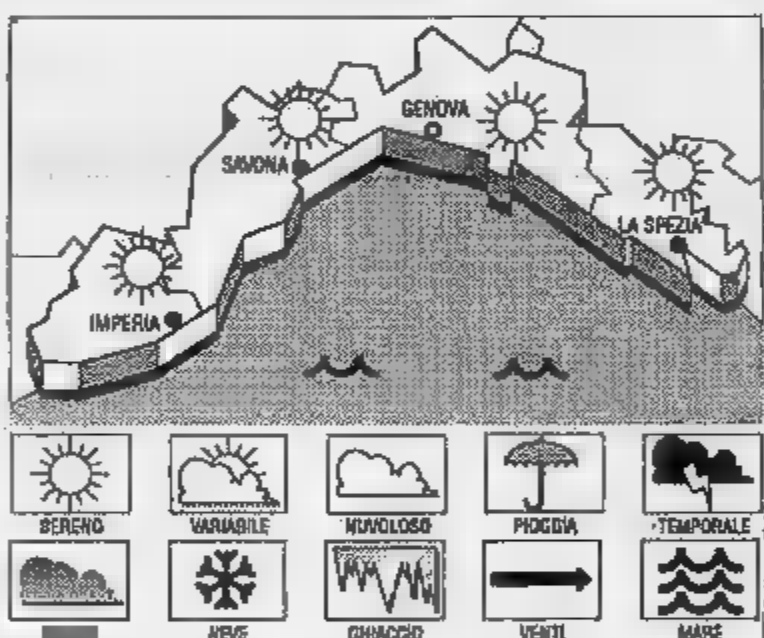 GENOVA
SAVONA
LA SPEZIA
IMPERIA
SERENO
VARIABILE
NUVOLOSO
PIOGGIA
TEMPORALE
NEVE
GHIACCIO
VENTI
MARE